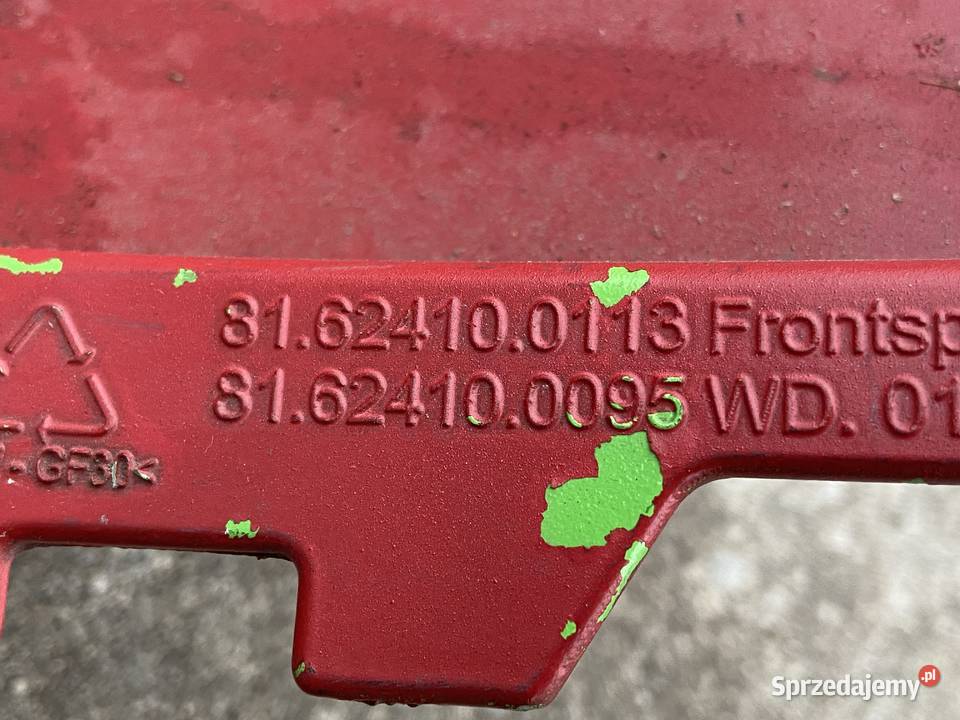 81.62410.0113 Frontsp
81.62410.0095 WD. 01
- GF30<
Sprzedajemy.pl